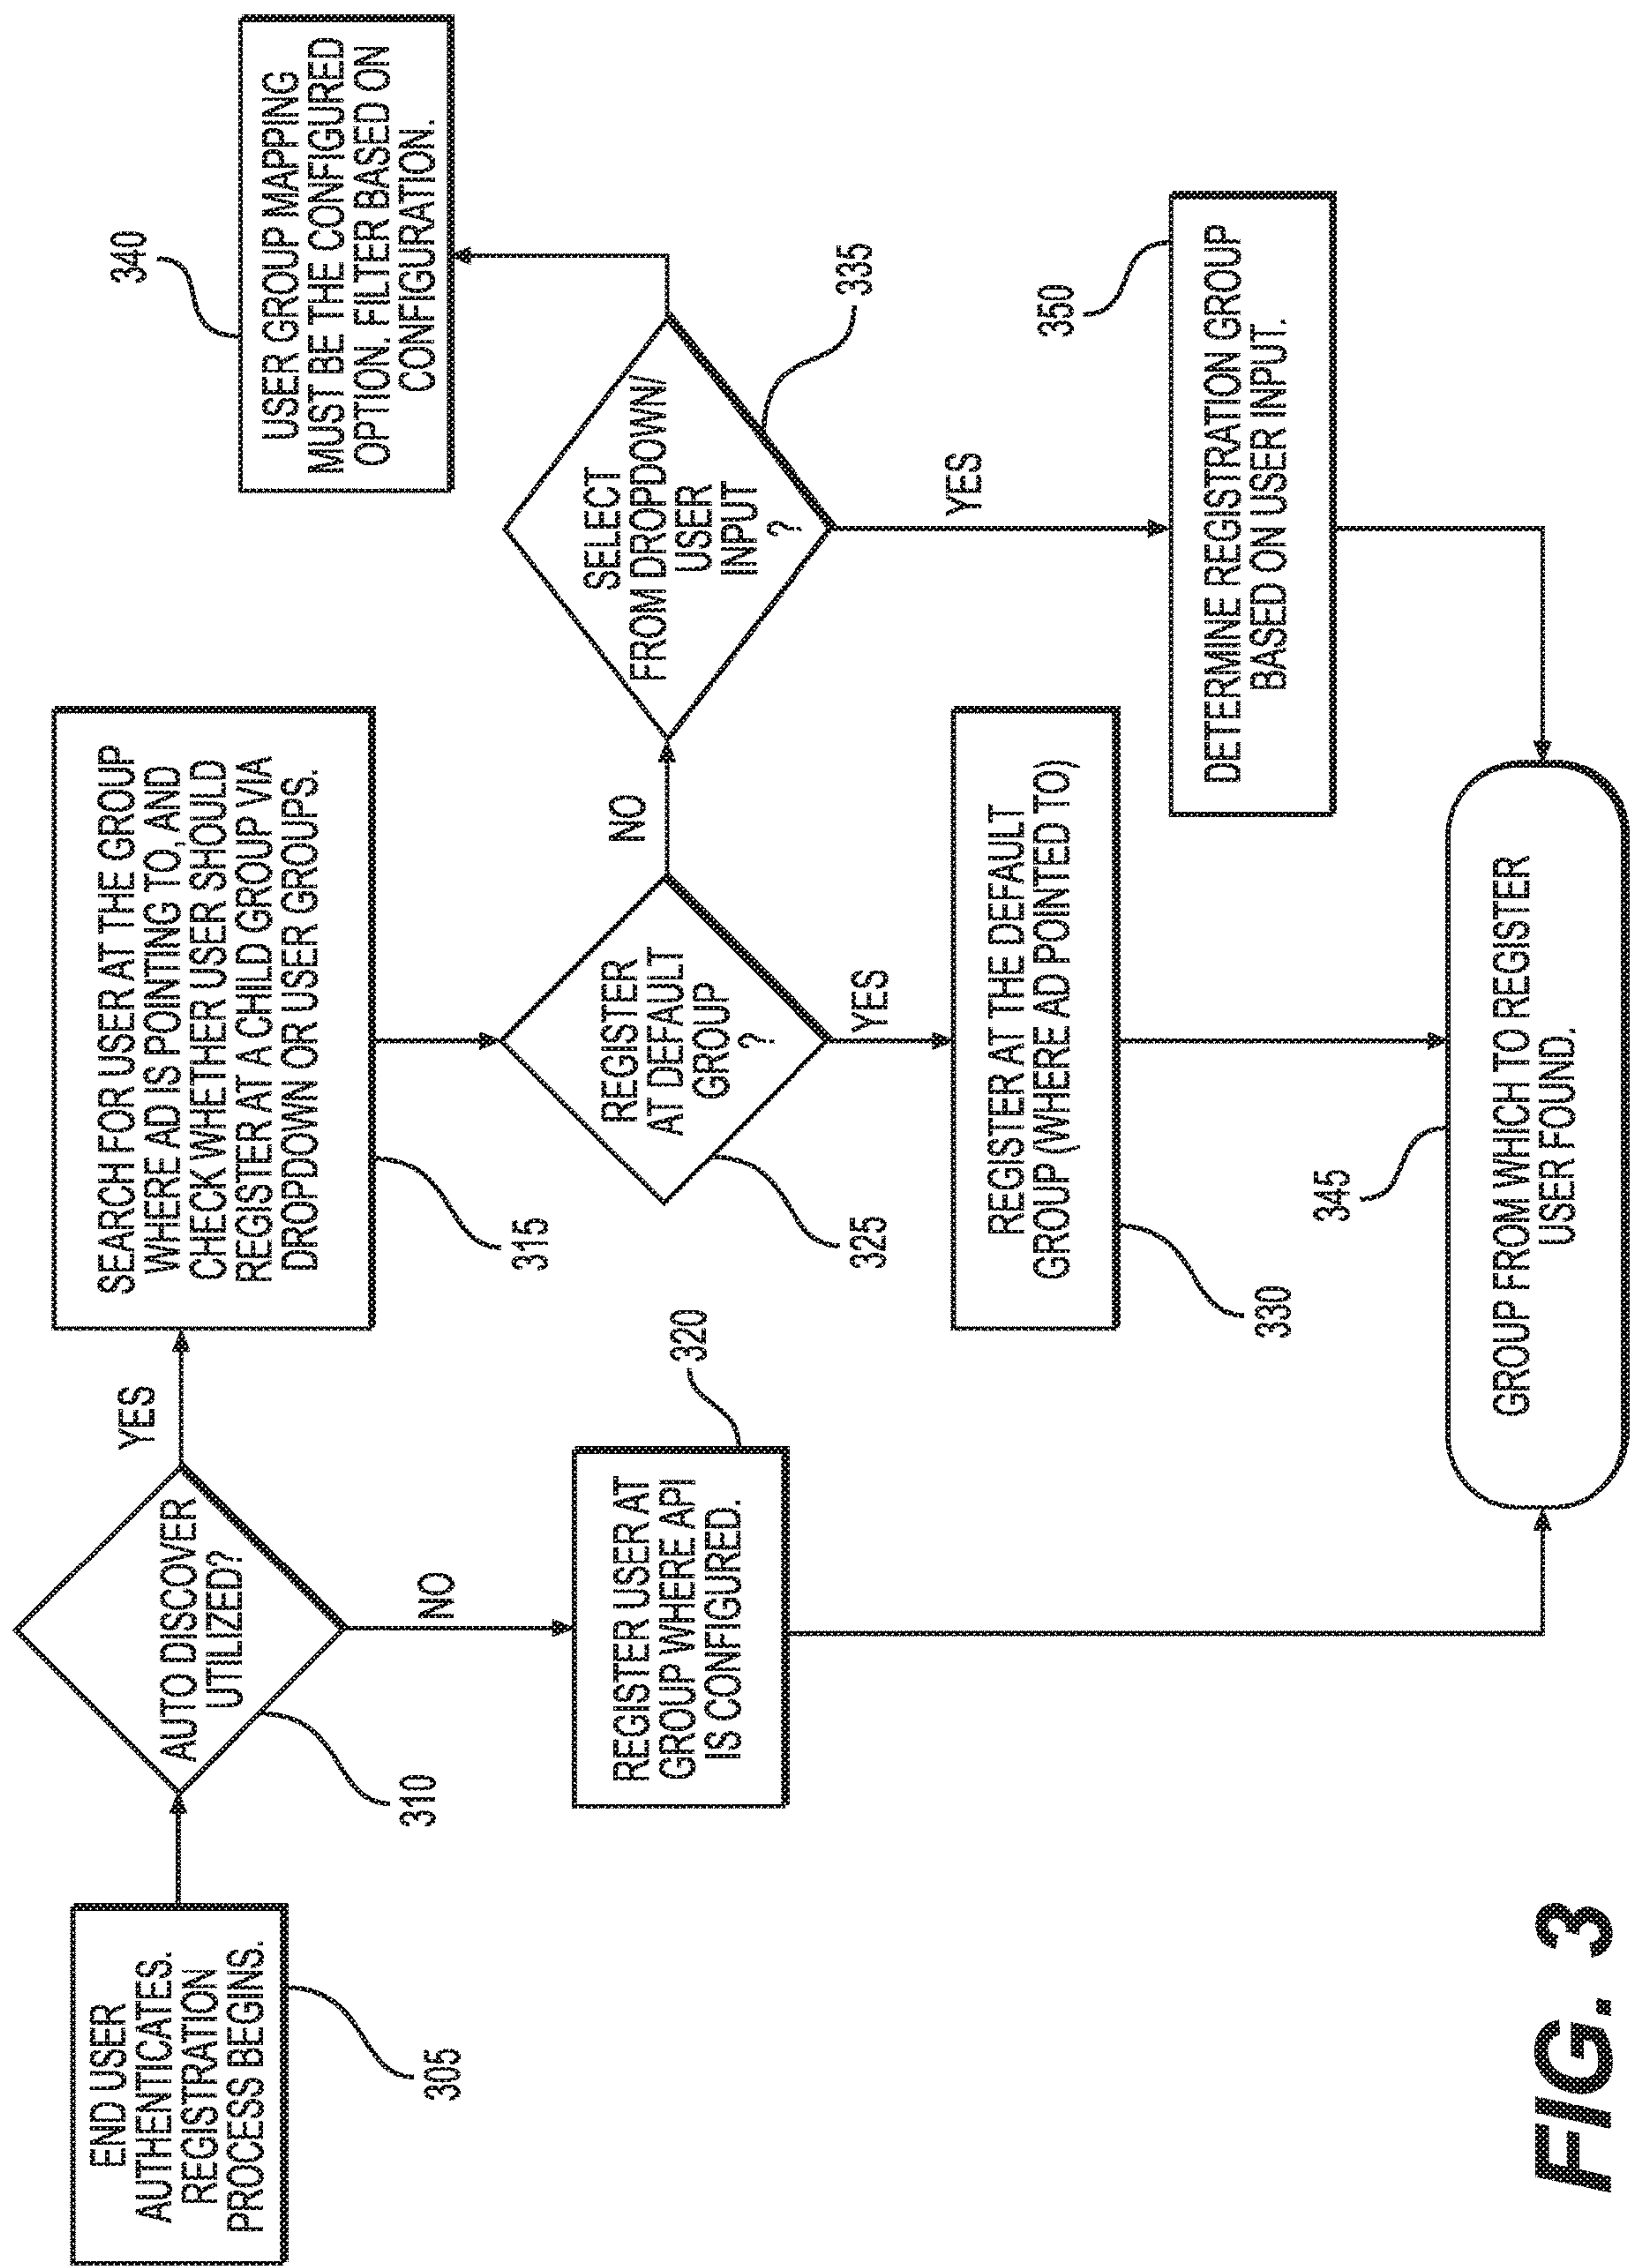 END USER
AUTHENTICATES.
REGISTRATION
PROCESS BEGINS.
305
AUTO DISCOVER
UTILIZED?
310
YES
NO
SEARCH FOR USER AT THE GROUP
WHERE AD IS POINTING TO, AND
CHECK WHETHER USER SHOULD
REGISTER AT A CHILD GROUP VIA
DROPDOWN OR USER GROUPS.
315
REGISTER USER AT
GROUP WHERE API
IS CONFIGURED.
320
REGISTER
AT DEFAULT
GROUP
?
325
NO
YES
REGISTER AT THE DEFAULT
GROUP (WHERE AD POINTED TO)
330
SELECT
FROM DROPDOWN/
USER
INPUT
?
335
YES
USER GROUP MAPPING
MUST BE THE CONFIGURED
OPTION. FILTER BASED ON
CONFIGURATION.
340
DETERMINE REGISTRATION GROUP
BASED ON USER INPUT.
350
GROUP FROM WHICH TO REGISTER
USER FOUND.
345
FIG. 3